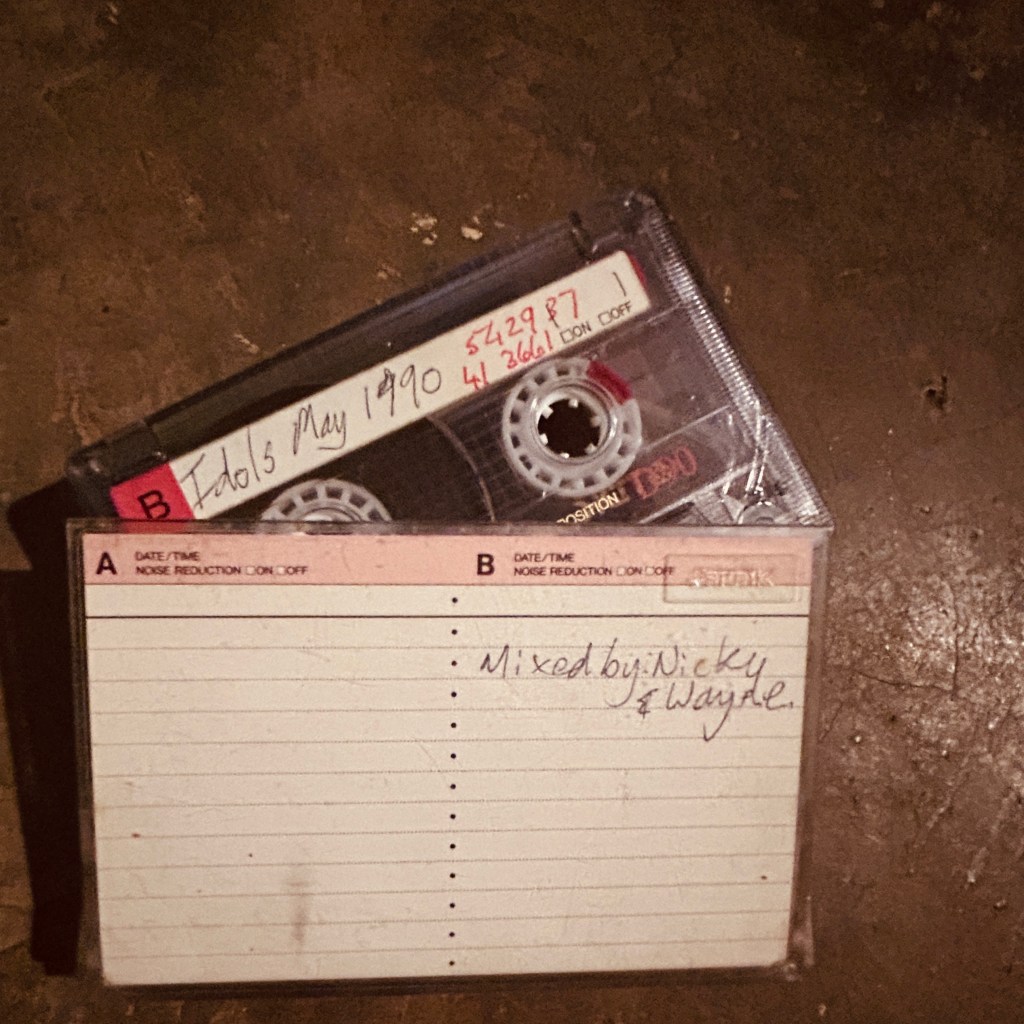 B Idols May 1990 542987 1
41 3661 □ON □OFF
POSITION
D90
A DATE/TIME
NOISE REDUCTION □ON □OFF
B DATE/TIME
NOISE REDUCTION □ON □OFF
Mixed by: Nicky
& Wayne.